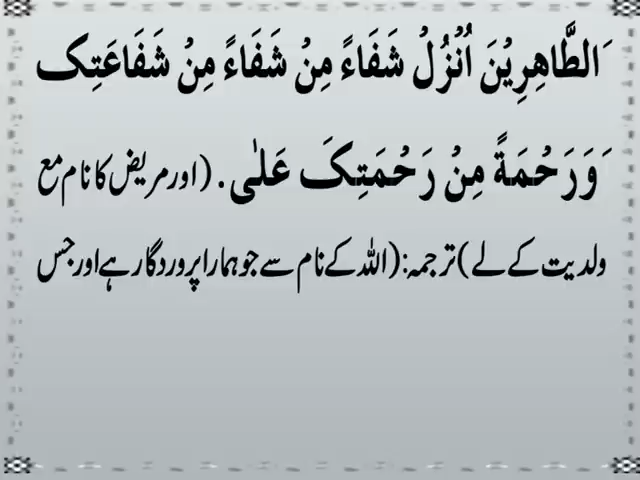 َالطَّاہِرِیْنَ اُنْزُلْ شَفَاءً مِنْ شَفَاءً مِنْ شَفَاعَتِک
َوَرَحْمَةً مِنْ رَحْمَتِکَ عَلٰی. (اور مریض کا نام مع
ولدیت کے لے) ترجمہ: (اللہ کے نام سے جو ہمارا پروردگار ہے اور جس